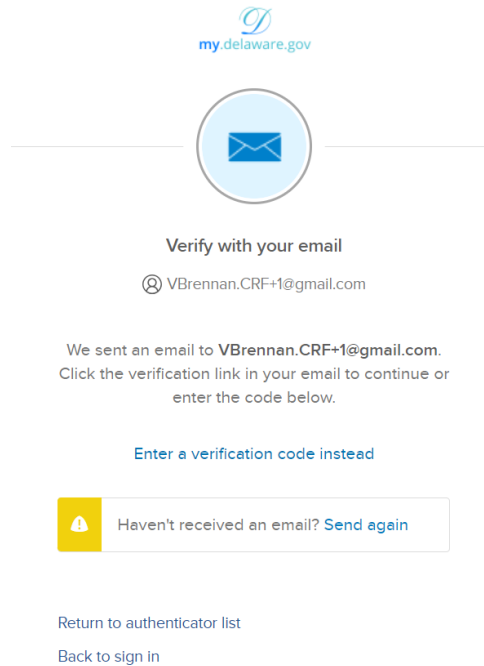 D
my.delaware.gov
Verify with your email
VBrennan.CRF+1@gmail.com
We sent an email to VBrennan.CRF+1@gmail.com.
Click the verification link in your email to continue or
enter the code below.
Enter a verification code instead
Haven't received an email? Send again
Return to authenticator list
Back to sign in